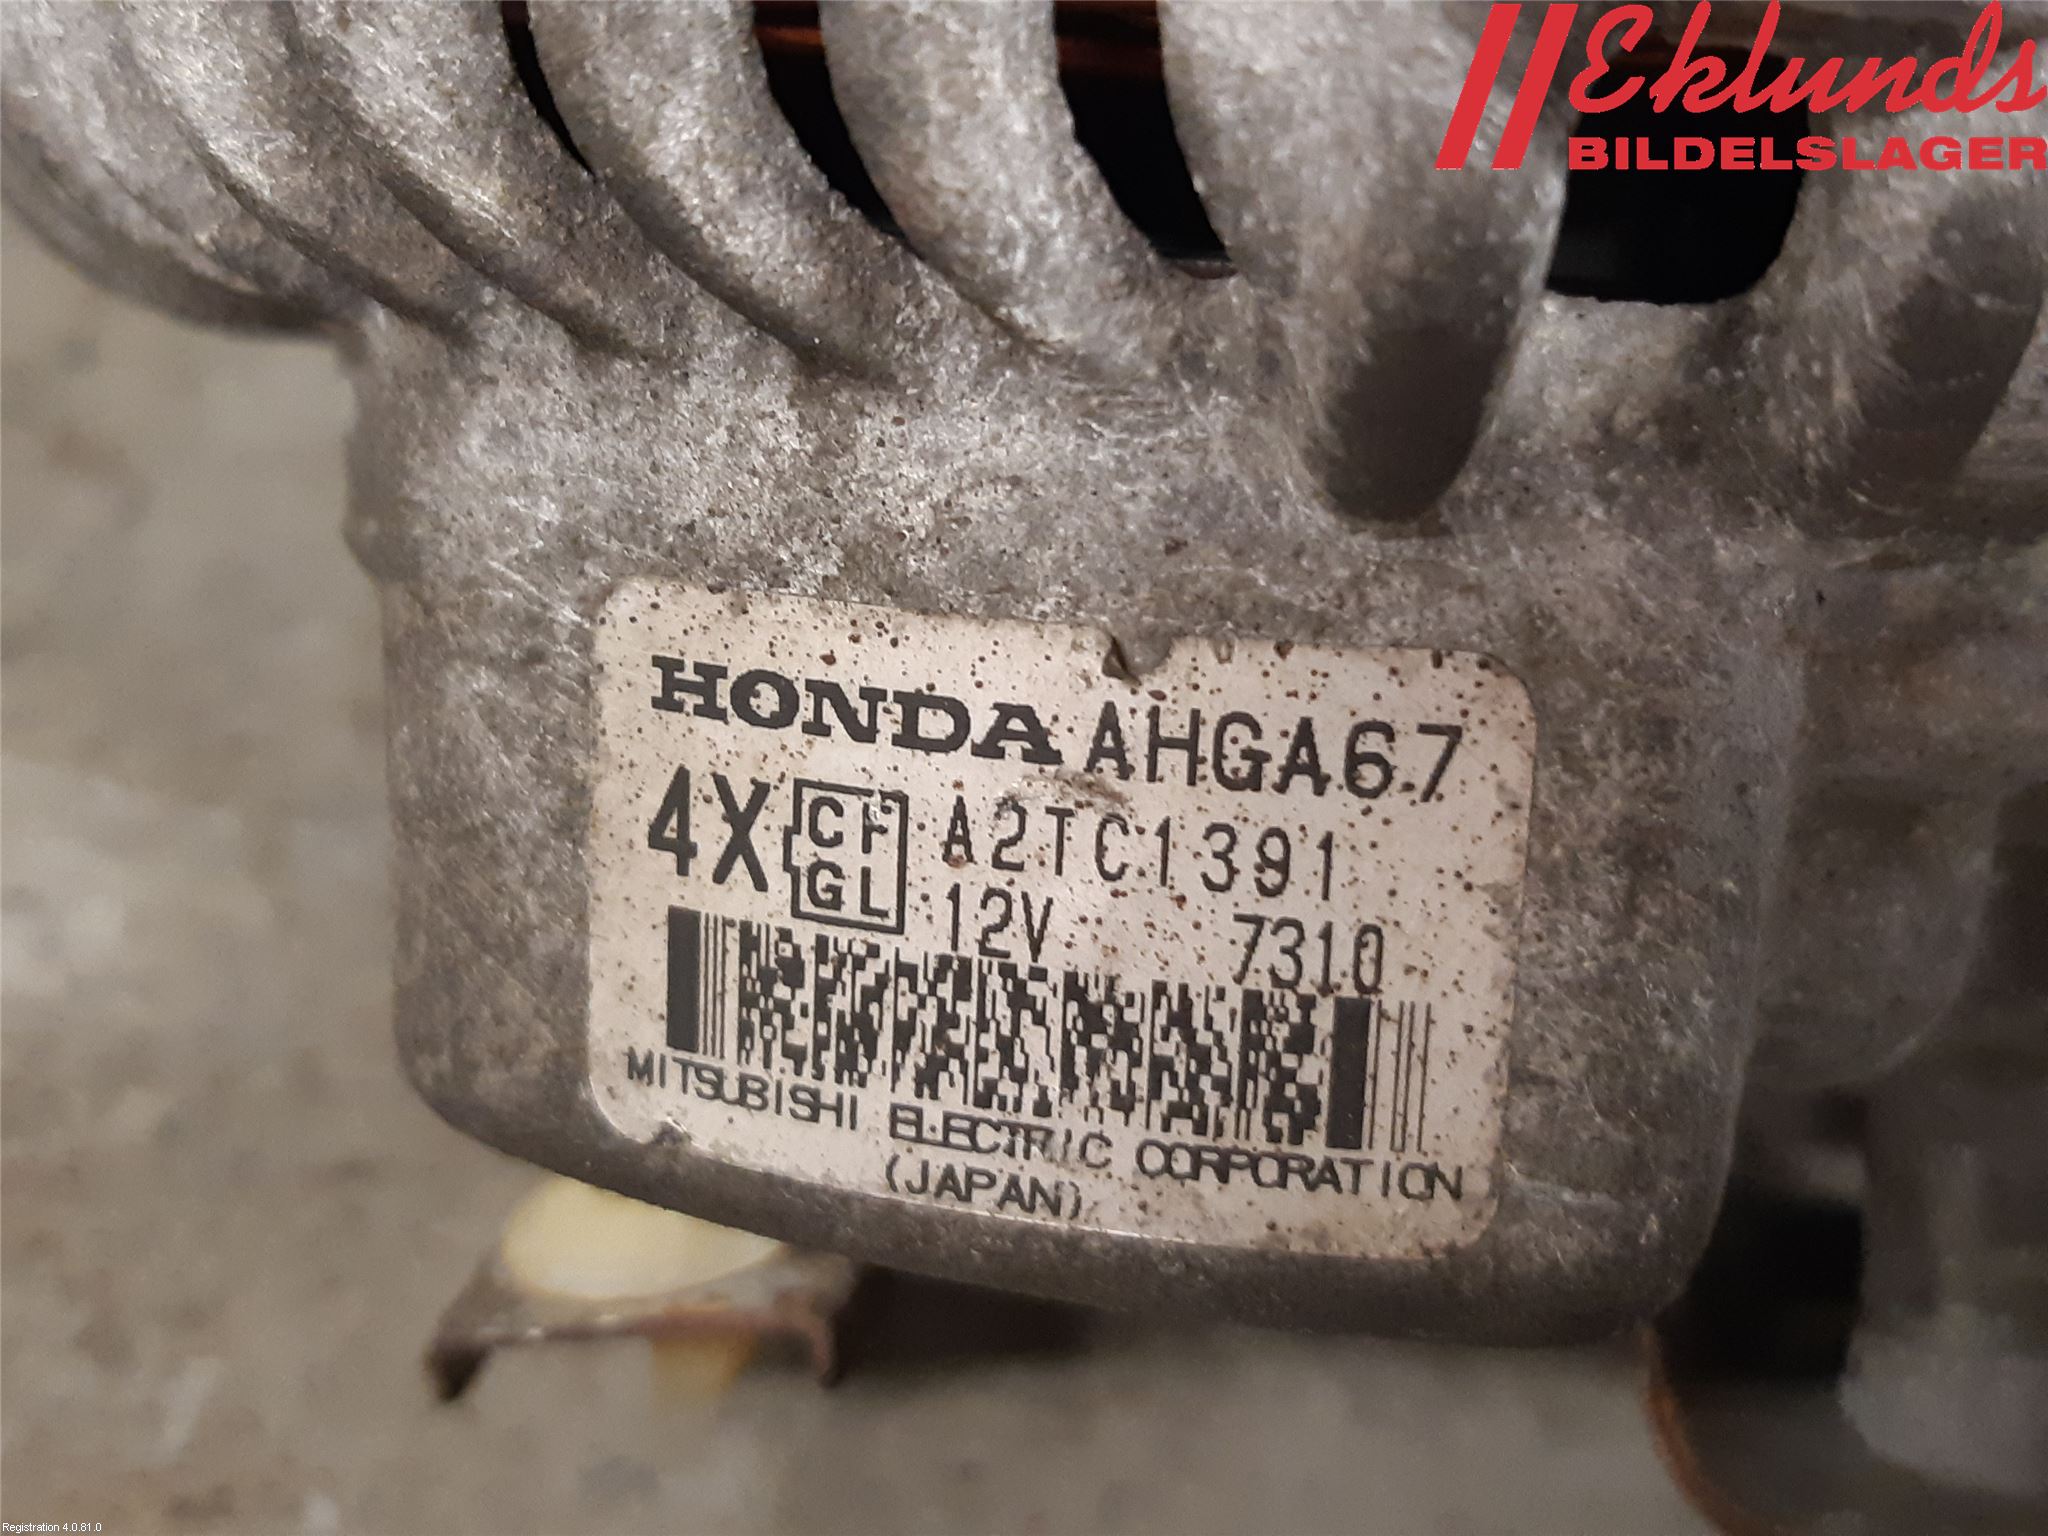 Eklunds
BILDELSLAGER
HONDA AHGA67
4X CF GL A2TC1391
12V 7310
MITSUBISHI ELECTRIC CORPORATION
(JAPAN)
Registration 4.0.81.0